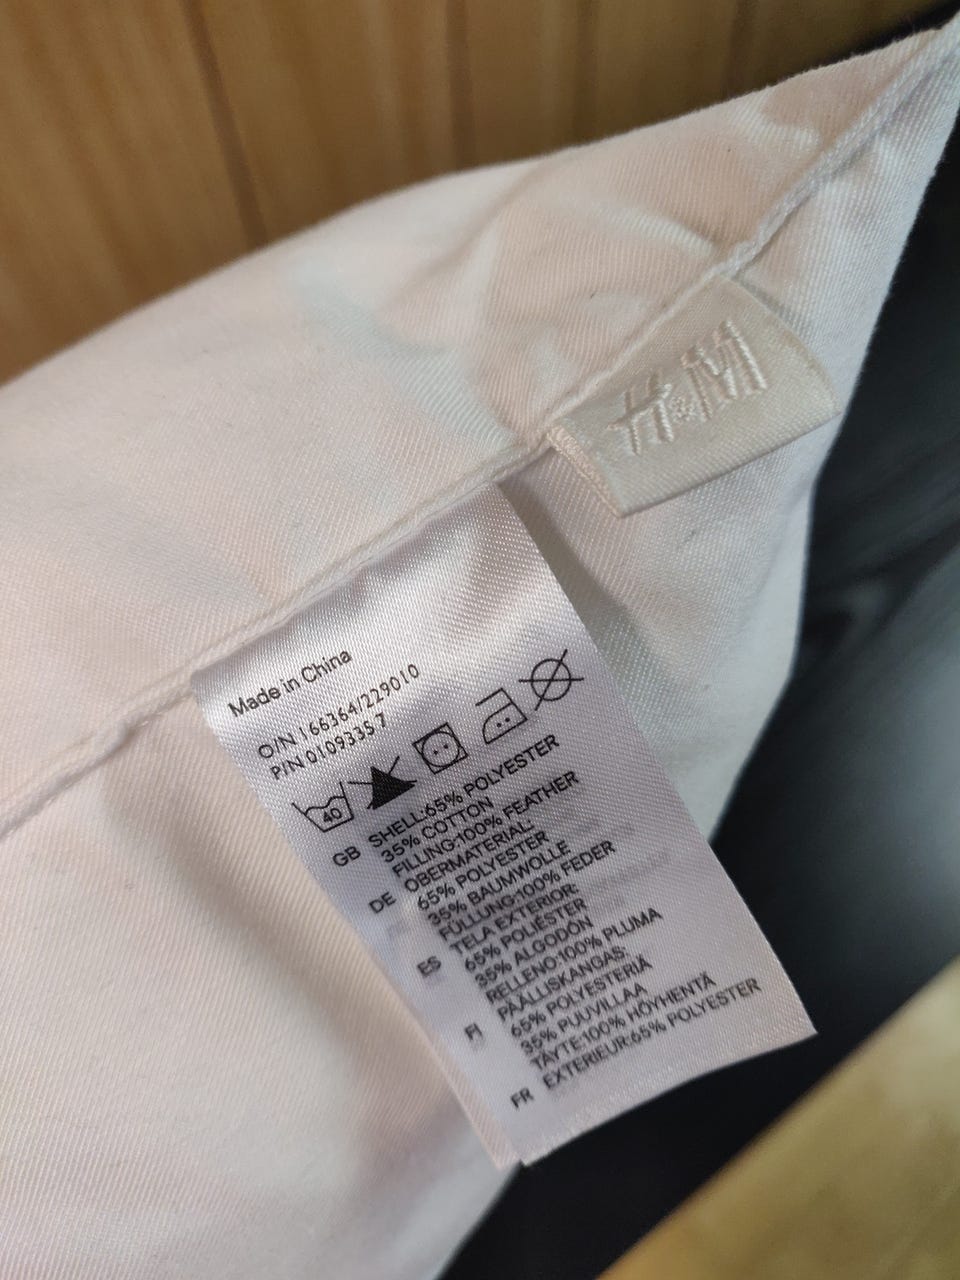 H&M
Made in China
O/N 166364/229010
P/N 0109335 7
40
GB SHELL:65% POLYESTER
35% COTTON
FILLING:100% FEATHER
DE OBERMATERIAL:
65% POLYESTER
35% BAUMWOLLE
FÜLLUNG:100% FEDER
ES TELA EXTERIOR:
65% POLIÉSTER
35% ALGODÓN
RELLENO:100% PLUMA
FI PÄÄLLISKANGAS:
65% POLYESTERIÄ
35% PUUVILLAA
TÄYTE:100% HÖYHENTÄ
FR EXTERIEUR:65% POLYESTER